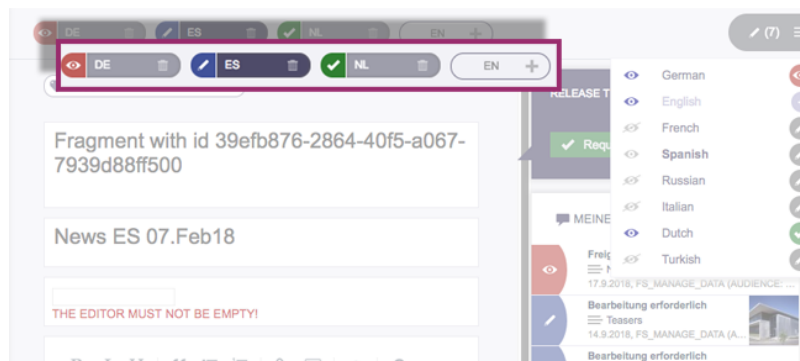 DE ES NL EN
(7)
DE ES NL EN
German
English
French
Spanish
Russian
Italian
Dutch
Turkish
RELEASE T
Requ
Fragment with id 39efb876-2864-40f5-a067-
7939d88ff500
News ES 07.Feb18
THE EDITOR MUST NOT BE EMPTY!
MEINE
Freig
N
17.9.2018, FS_MANAGE_DATA (AUDIENCE: ...
Bearbeitung erforderlich
Teasers
14.9.2018, FS_MANAGE_DATA (A...
Bearbeitung erforderlich